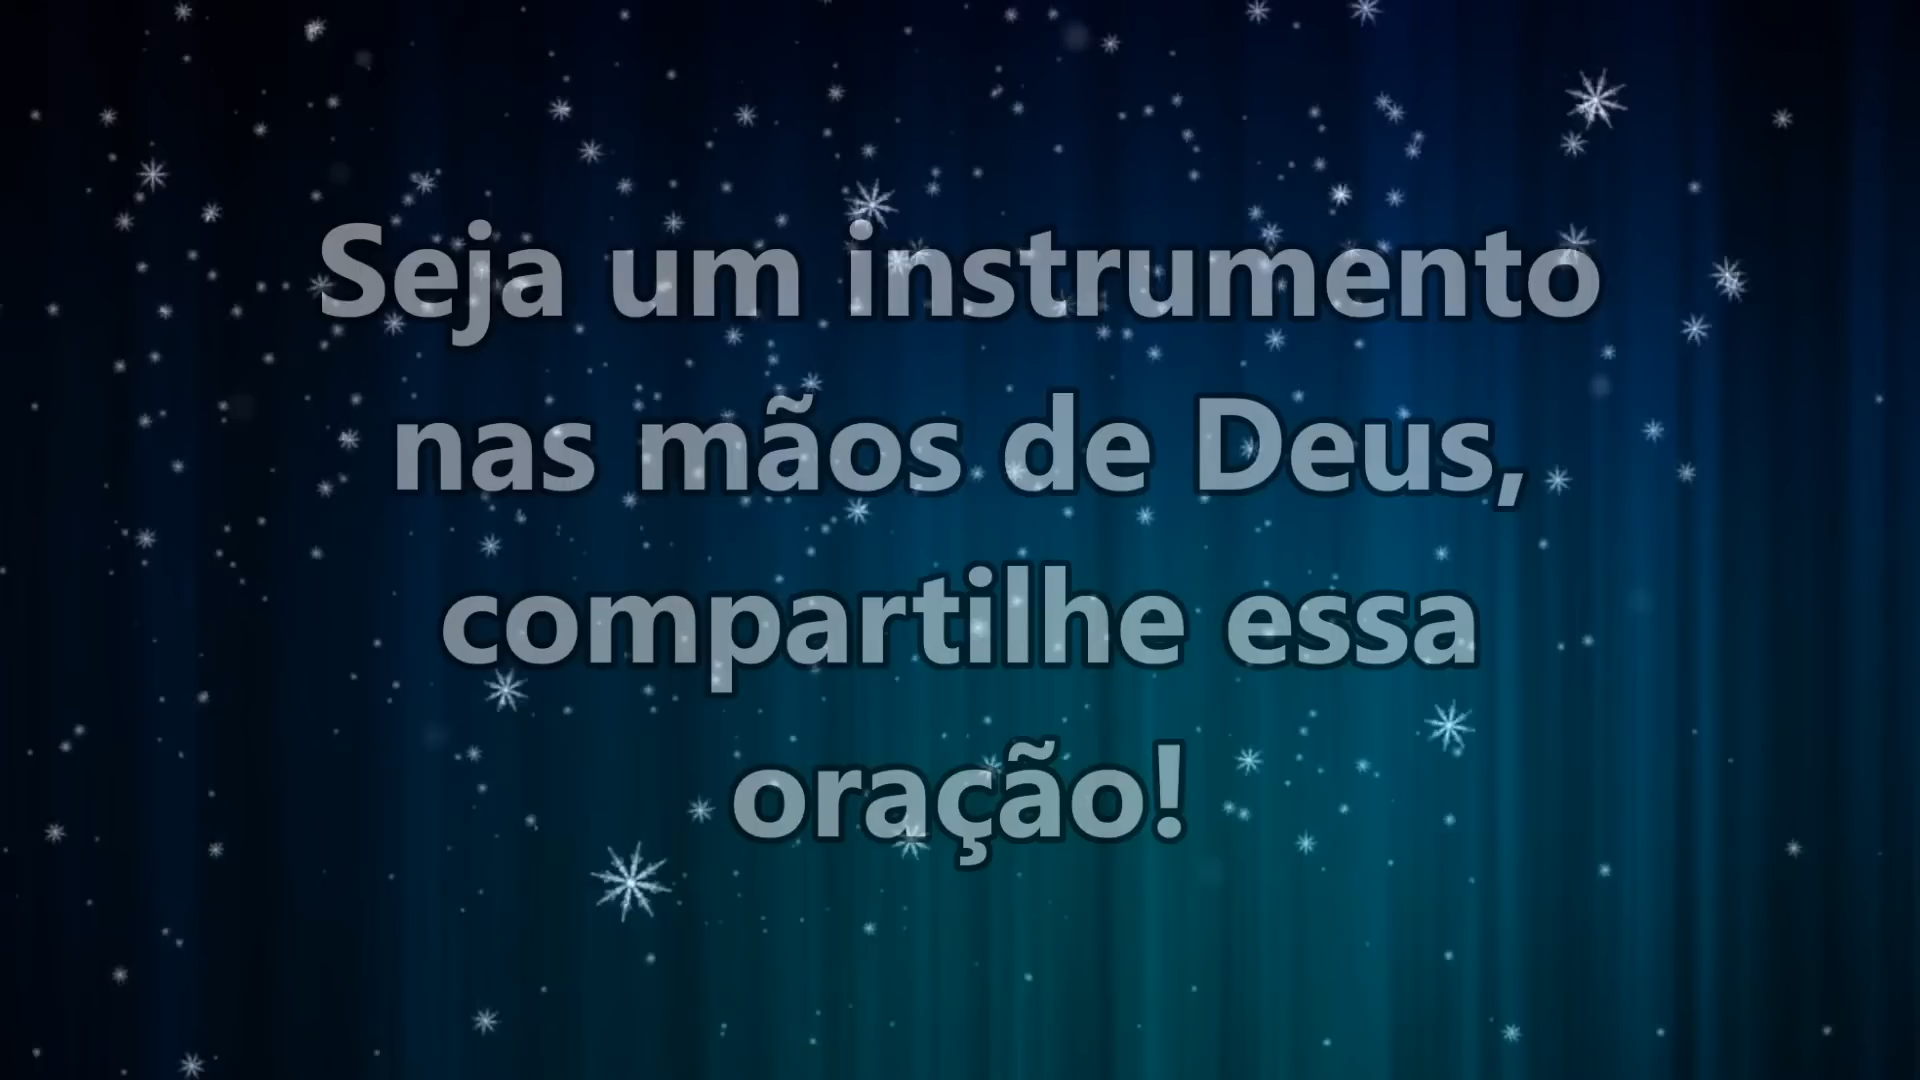 Seja um instrumento
nas mãos de Deus,
compartilhe essa
oração!